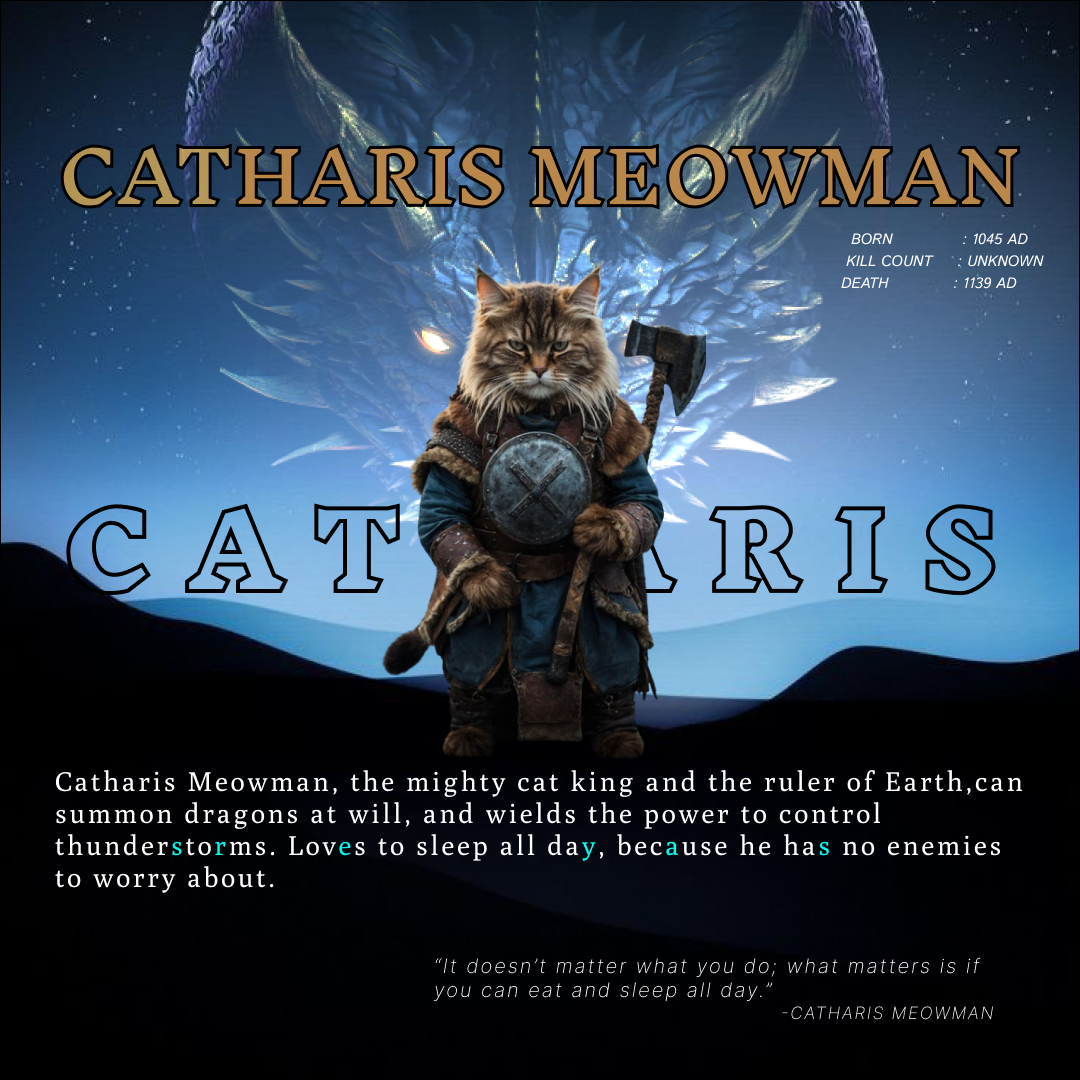 CATHARIS MEOWMAN
BORN : 1045 AD
KILL COUNT : UNKNOWN
DEATH : 1139 AD
CAT ARIS
Catharis Meowman, the mighty cat king and the ruler of Earth,can
summon dragons at will, and wields the power to control
thunderstorms. Loves to sleep all day, because he has no enemies
to worry about.
“It doesn’t matter what you do; what matters is if
you can eat and sleep all day.”
-CATHARIS MEOWMAN